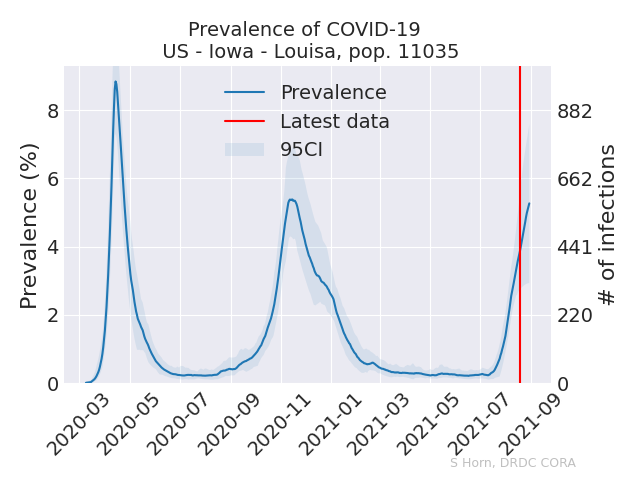 Prevalence of COVID-19
US - Iowa - Louisa, pop. 11035
Prevalence
Latest data
95CI
Prevalence (%)
8
6
4
2
0
882
662
441
220
0
# of infections
2020-03
2020-05
2020-07
2020-09
2020-11
2021-01
2021-03
2021-05
2021-07
2021-09
S Horn, DRDC CORA